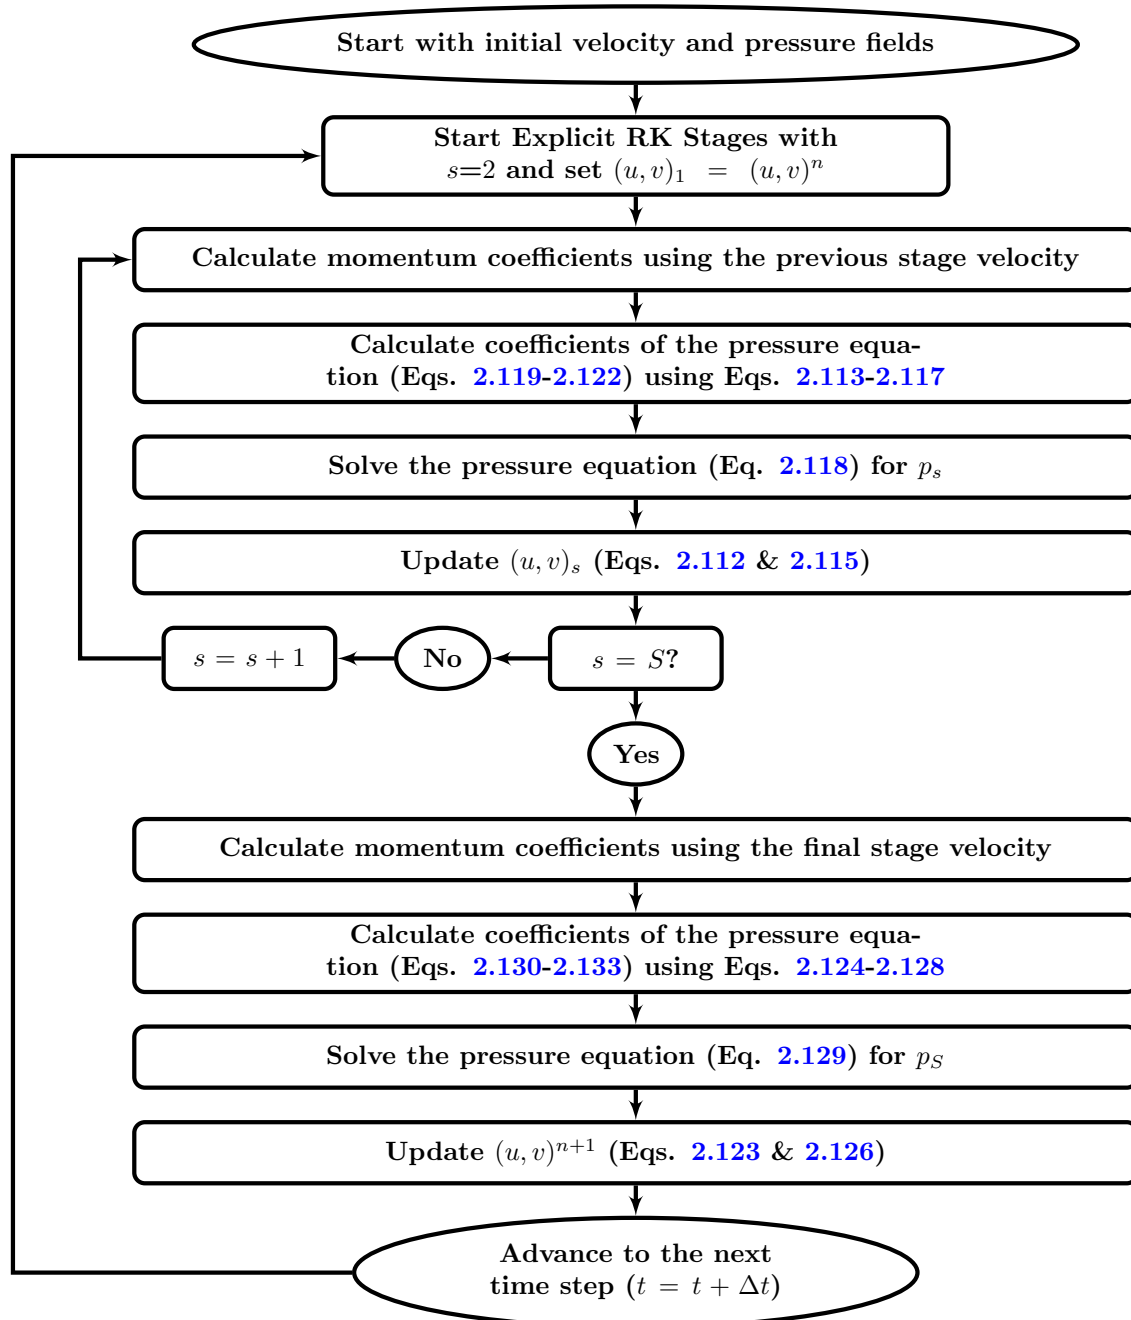 Start with initial velocity and pressure fields
Start Explicit RK Stages with
s=2 and set (u, v)₁ = (u, v)ⁿ
Calculate momentum coefficients using the previous stage velocity
Calculate coefficients of the pressure equa-
tion (Eqs. 2.119-2.122) using Eqs. 2.113-2.117
Solve the pressure equation (Eq. 2.118) for pₛ
Update (u, v)ₛ (Eqs. 2.112 & 2.115)
s = s + 1 No s = S?
Yes
Calculate momentum coefficients using the final stage velocity
Calculate coefficients of the pressure equa-
tion (Eqs. 2.130-2.133) using Eqs. 2.124-2.128
Solve the pressure equation (Eq. 2.129) for p_S
Update (u, v)ⁿ⁺¹ (Eqs. 2.123 & 2.126)
Advance to the next
time step (t = t + Δt)